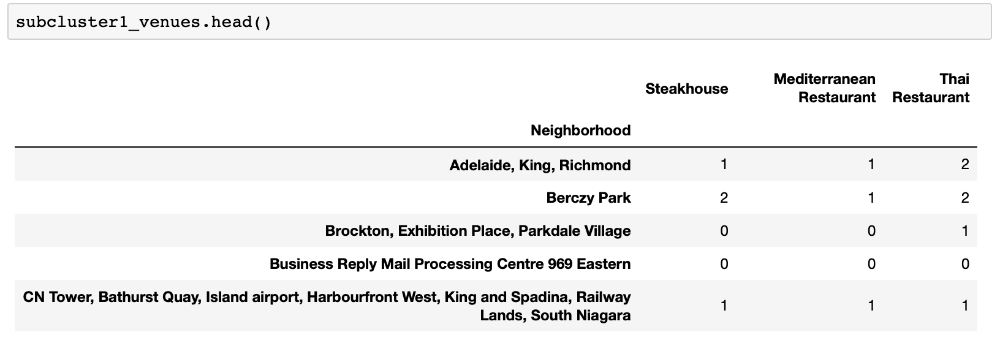 subcluster1_venues.head()
Steakhouse Mediterranean Restaurant Thai Restaurant
Neighborhood
Adelaide, King, Richmond 1 1 2
Berczy Park 2 1 2
Brockton, Exhibition Place, Parkdale Village 0 0 1
Business Reply Mail Processing Centre 969 Eastern 0 0 0
CN Tower, Bathurst Quay, Island airport, Harbourfront West, King and Spadina, Railway
Lands, South Niagara 1 1 1